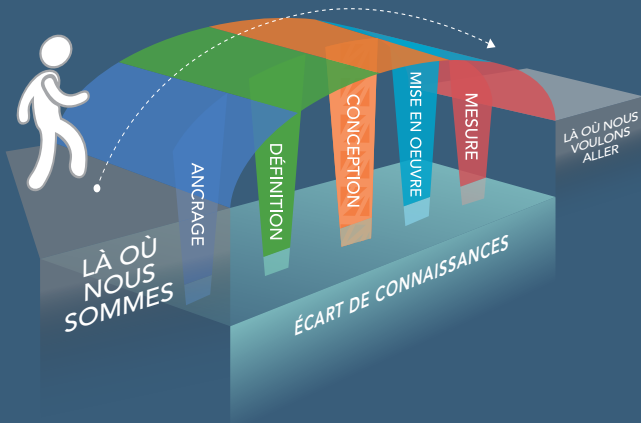 LÀ OÙ
NOUS
SOMMES
ANCRAGE
DÉFINITION
CONCEPTION
MISE EN OEUVRE
MESURE
LÀ OÙ NOUS
VOULONS
ALLER
ÉCART DE CONNAISSANCES